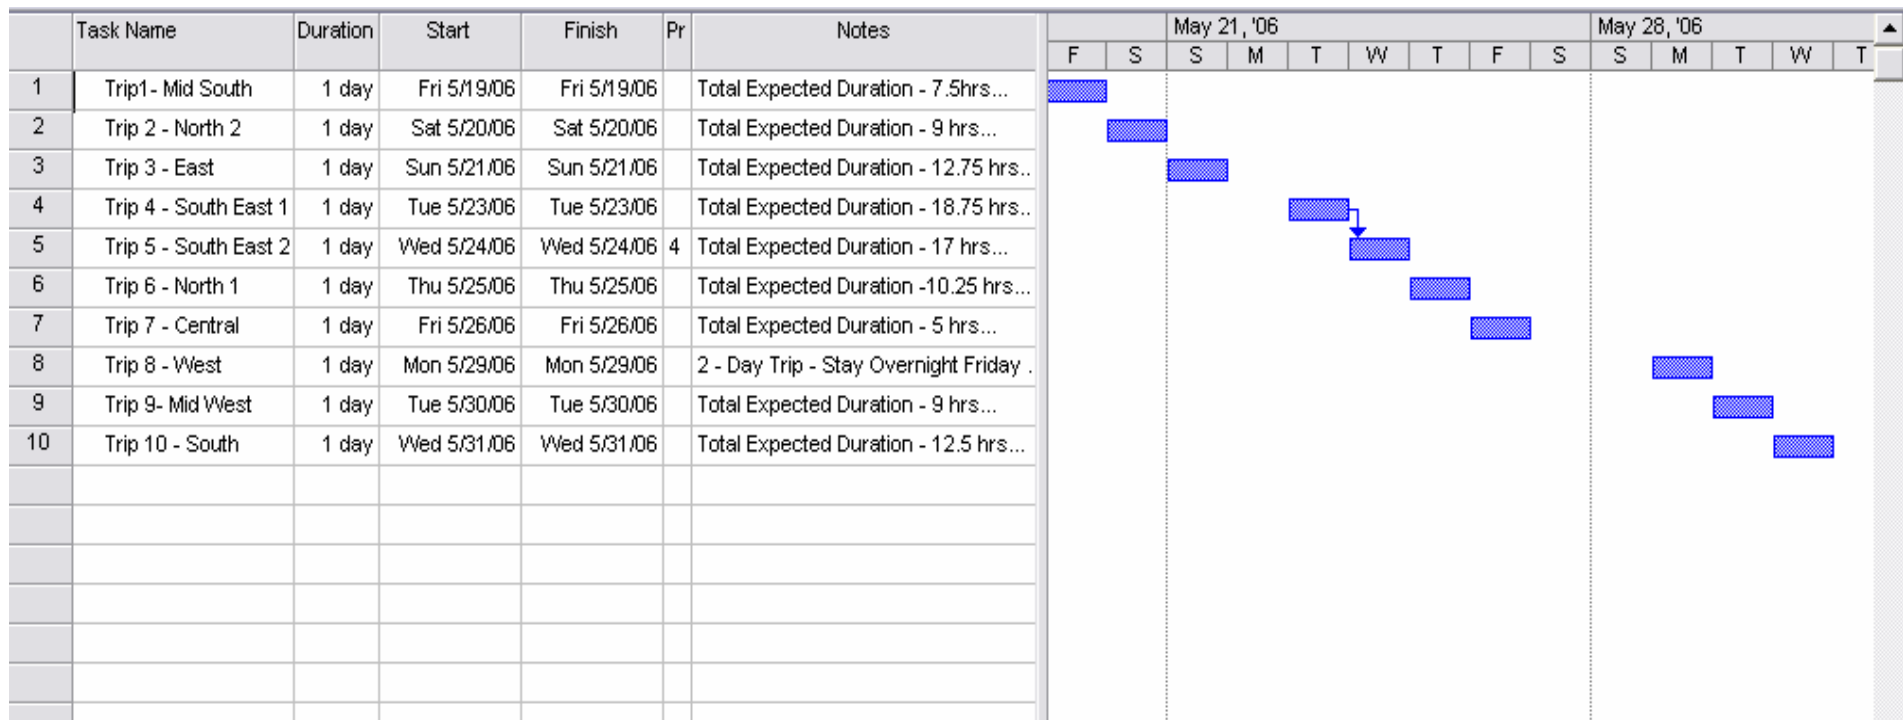 Task Name Duration Start Finish Pr Notes May 21, '06 May 28, '06
F S S M T W T F S S M T W T
1 Trip1- Mid South 1 day Fri 5/19/06 Fri 5/19/06 Total Expected Duration - 7.5hrs...
2 Trip 2 - North 2 1 day Sat 5/20/06 Sat 5/20/06 Total Expected Duration - 9 hrs...
3 Trip 3 - East 1 day Sun 5/21/06 Sun 5/21/06 Total Expected Duration - 12.75 hrs..
4 Trip 4 - South East 1 1 day Tue 5/23/06 Tue 5/23/06 Total Expected Duration - 18.75 hrs..
5 Trip 5 - South East 2 1 day Wed 5/24/06 Wed 5/24/06 4 Total Expected Duration - 17 hrs...
6 Trip 6 - North 1 1 day Thu 5/25/06 Thu 5/25/06 Total Expected Duration -10.25 hrs...
7 Trip 7 - Central 1 day Fri 5/26/06 Fri 5/26/06 Total Expected Duration - 5 hrs...
8 Trip 8 - West 1 day Mon 5/29/06 Mon 5/29/06 2 - Day Trip - Stay Overnight Friday .
9 Trip 9- Mid West 1 day Tue 5/30/06 Tue 5/30/06 Total Expected Duration - 9 hrs...
10 Trip 10 - South 1 day Wed 5/31/06 Wed 5/31/06 Total Expected Duration - 12.5 hrs...